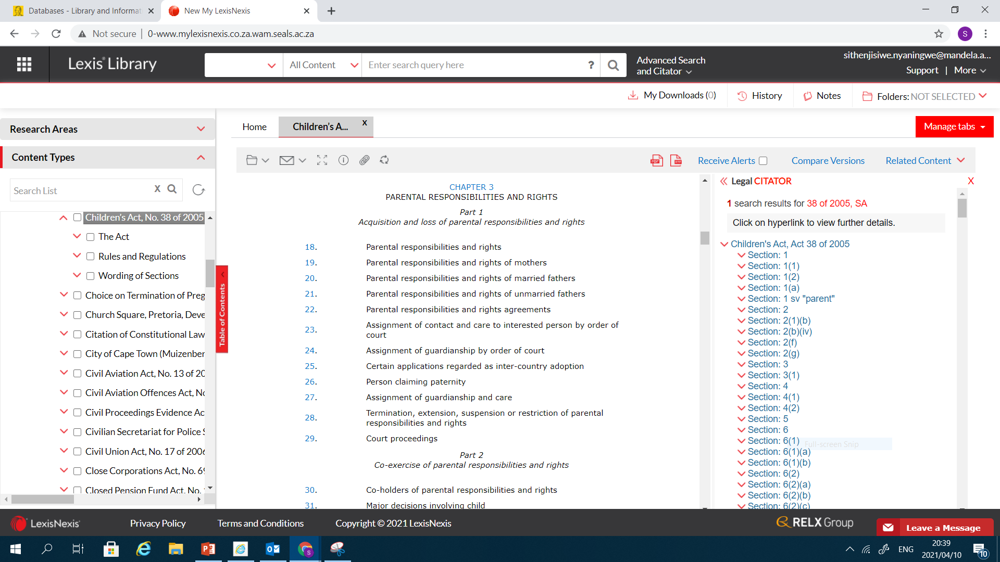 Databases - Library and Informat
New My LexisNexis
Not secure
0-www.mylexisnexis.co.za.wam.seals.ac.za
S
Lexis Library
All Content
Enter search query here
?
Advanced Search
and Citator
sithenjisiwe.nyaningwe@mandela.a...
Support | More
My Downloads (0)
History
Notes
Folders: NOT SELECTED
Research Areas
Content Types
Search List
X
Children's Act, No. 38 of 2005
The Act
Rules and Regulations
Wording of Sections
Choice on Termination of Preg
Church Square, Pretoria, Deve
Citation of Constitutional Law
City of Cape Town (Muizenber
Civil Aviation Act, No. 13 of 20
Civil Aviation Offences Act, No
Civil Proceedings Evidence Ac
Civilian Secretariat for Police S
Civil Union Act, No. 17 of 2006
Close Corporations Act, No. 69
Closed Pension Fund Act, No.
Table of Contents
Home
Children's A...
X
Manage tabs
PDF
RTF
Receive Alerts
Compare Versions
Related Content
CHAPTER 3
PARENTAL RESPONSIBILITIES AND RIGHTS
Part 1
Acquisition and loss of parental responsibilities and rights
18. Parental responsibilities and rights
19. Parental responsibilities and rights of mothers
20. Parental responsibilities and rights of married fathers
21. Parental responsibilities and rights of unmarried fathers
22. Parental responsibilities and rights agreements
23. Assignment of contact and care to interested person by order of
court
24. Assignment of guardianship by order of court
25. Certain applications regarded as inter-country adoption
26. Person claiming paternity
27. Assignment of guardianship and care
28. Termination, extension, suspension or restriction of parental
responsibilities and rights
29. Court proceedings
Part 2
Co-exercise of parental responsibilities and rights
30. Co-holders of parental responsibilities and rights
31. Major decisions involving child
Legal CITATOR
X
1 search results for 38 of 2005, SA
Click on hyperlink to view further details.
Children's Act, Act 38 of 2005
Section: 1
Section: 1(1)
Section: 1(2)
Section: 1(a)
Section: 1 sv "parent"
Section: 2
Section: 2(1)(b)
Section: 2(b)(iv)
Section: 2(f)
Section: 2(g)
Section: 3
Section: 3(1)
Section: 4
Section: 4(1)
Section: 4(2)
Section: 5
Section: 6
Section: 6(1)
Full-screen Snip
Section: 6(1)(a)
Section: 6(1)(b)
Section: 6(2)
Section: 6(2)(a)
Section: 6(2)(b)
Section: 6(2)(c)
LexisNexis
Privacy Policy
Terms and Conditions
Copyright © 2021 LexisNexis
RELX Group
Leave a Message
ENG
20:39
2021/04/10
10